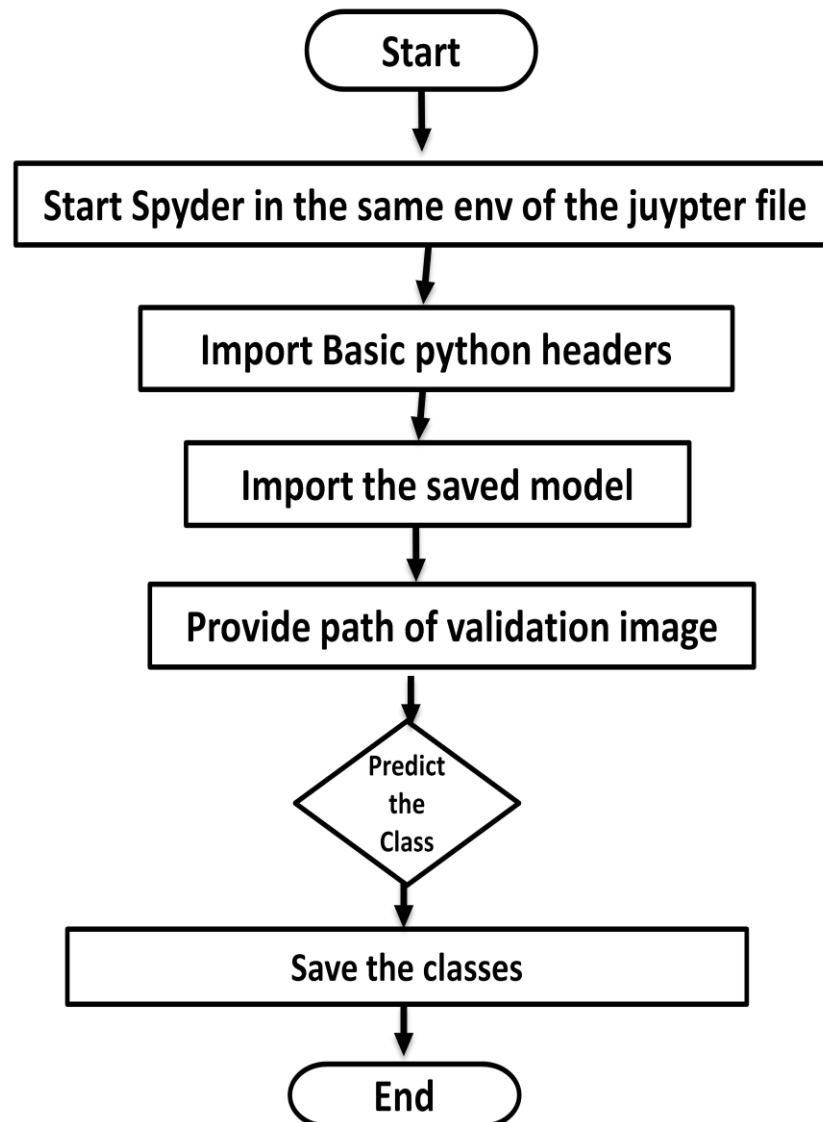 Start
Start Spyder in the same env of the juypter file
Import Basic python headers
Import the saved model
Provide path of validation image
Predict
the
Class
Save the classes
End